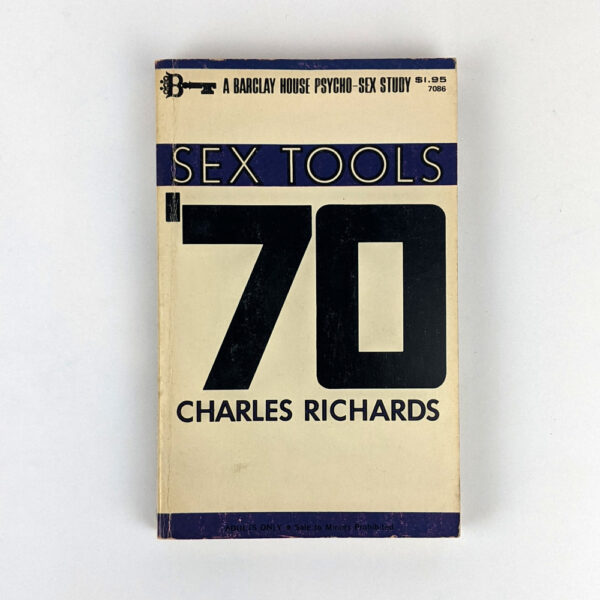 B A BARCLAY HOUSE PSYCHO-SEX STUDY $1.95
7086
SEX TOOLS
'70
CHARLES RICHARDS
ADULTS ONLY • Sale to Minors Prohibited